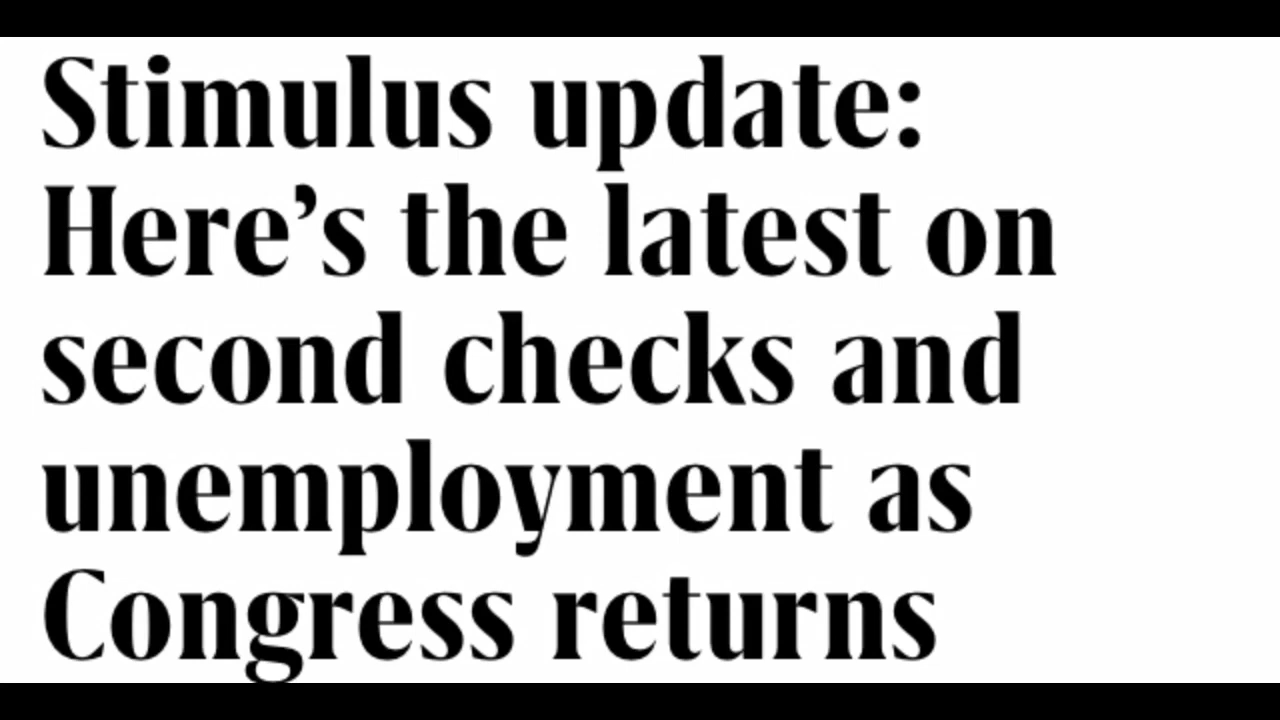 Stimulus update:
Here’s the latest on
second checks and
unemployment as
Congress returns